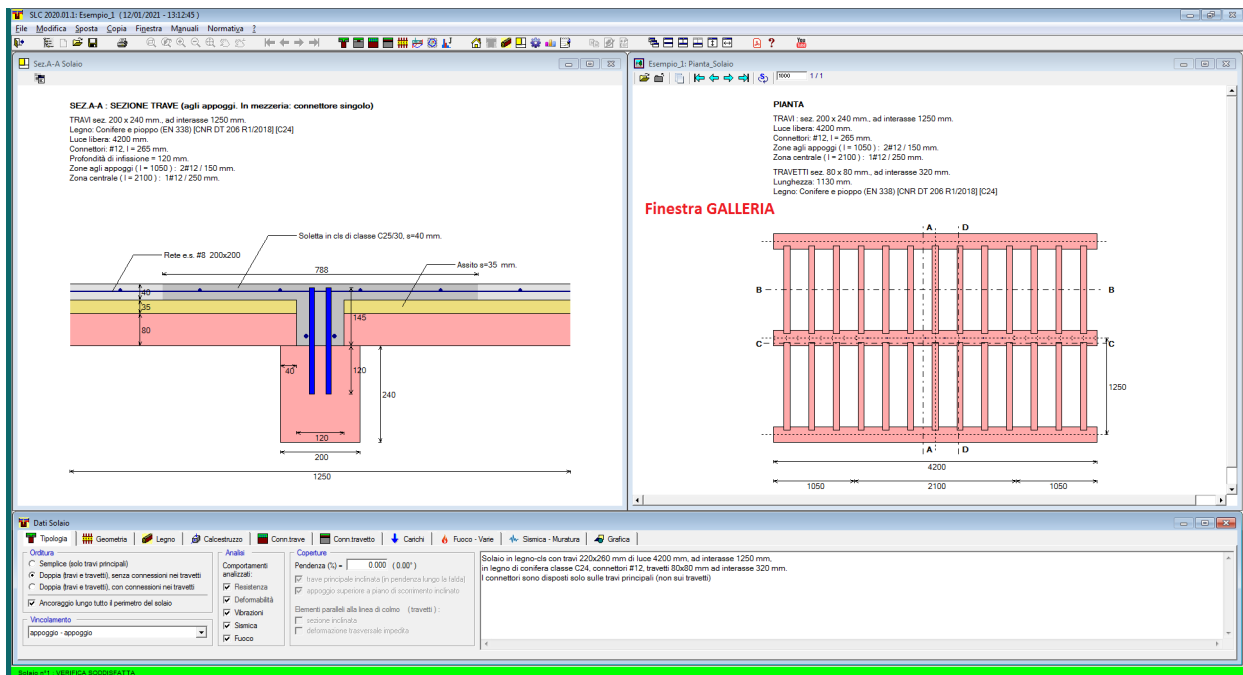 SLC 2020.01.1: Esempio_1 ( 12/01/2021 - 13:12:45 )
File Modifica Sposta Copia Finestra Manuali Normativa ?
Sez.A-A Solaio
SEZ.A-A : SEZIONE TRAVE (agli appoggi. In mezzeria: connettore singolo)
TRAVI sez. 200 x 240 mm., ad interasse 1250 mm.
Legno: Conifere e pioppo (EN 338) [CNR DT 206 R1/2018] [C24]
Luce libera: 4200 mm.
Connettori: #12, l = 265 mm.
Profondità di infissione = 120 mm.
Zone agli appoggi ( l = 1050 ) : 2#12 / 150 mm.
Zona centrale ( l = 2100 ) : 1#12 / 250 mm.
Soletta in cls di classe C25/30, s=40 mm.
Rete e.s. #8 200x200
788
Assito s=35 mm.
40
35
80
145
40
120
240
120
200
1250
Esempio_1: Pianta_Solaio
1000
1 / 1
PIANTA
TRAVI : sez. 200 x 240 mm., ad interasse 1250 mm.
Luce libera: 4200 mm.
Connettori: #12, l = 265 mm.
Zone agli appoggi ( l = 1050 ) : 2#12 / 150 mm.
Zona centrale ( l = 2100 ) : 1#12 / 250 mm.
TRAVETTI sez. 80 x 80 mm., ad interasse 320 mm.
Lunghezza: 1130 mm.
Legno: Conifere e pioppo (EN 338) [CNR DT 206 R1/2018] [C24]
Finestra GALLERIA
A D
B B
C C
1250
A D
4200
1050 2100 1050
Dati Solaio
Tipologia Geometria Legno Calcestruzzo Conn.trave Conn.travetto Carichi Fuoco - Varie Sismica - Muratura Grafica
Orditura
Semplice (solo travi principali)
Doppia (travi e travetti), senza connessioni nei travetti
Doppia (travi e travetti), con connessioni nei travetti
Ancoraggio lungo tutto il perimetro del solaio
Vincolamento
appoggio - appoggio
Analisi
Comportamenti
analizzati:
Resistenza
Deformabilità
Vibrazioni
Sismica
Fuoco
Coperture
Pendenza (%) = 0.000 ( 0.00° )
trave principale inclinata (in pendenza lungo la falda)
appoggio superiore a piano di scorrimento inclinato
Elementi paralleli alla linea di colmo ( travetti ) :
sezione inclinata
deformazione trasversale impedita
Solaio in legno-cls con travi 220x260 mm di luce 4200 mm, ad interasse 1250 mm,
in legno di conifera classe C24, connettori #12, travetti 80x80 mm ad interasse 320 mm.
I connettori sono disposti solo sulle travi principali (non sui travetti)
Solaio n°1 : VERIFICA SODDISFATTA